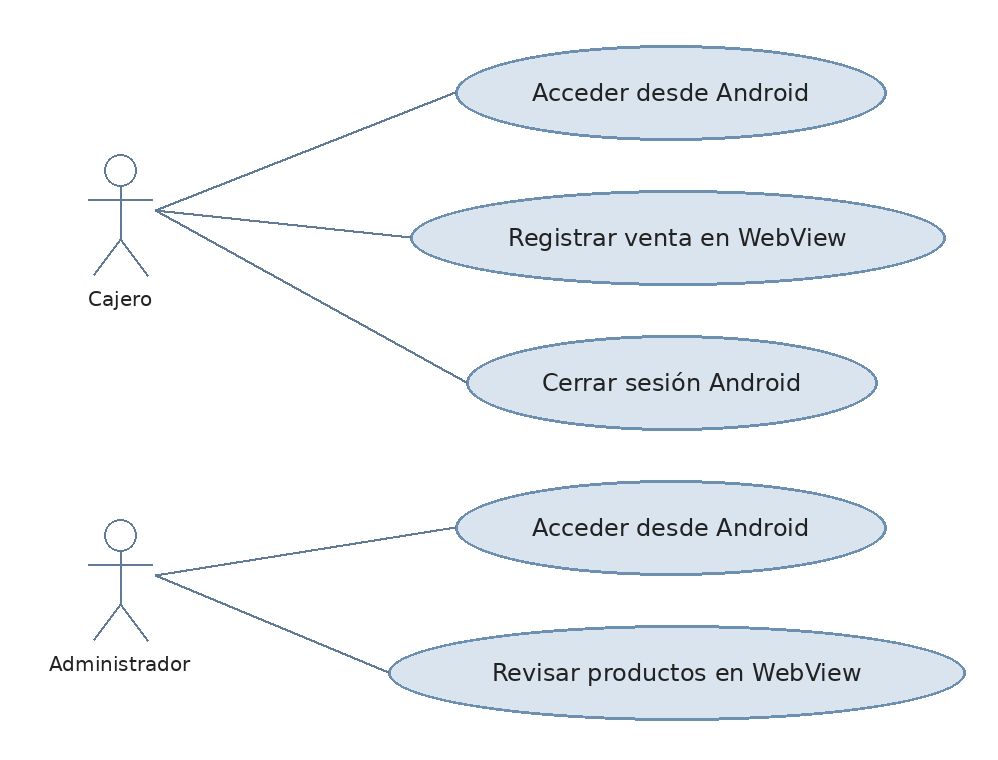 Acceder desde Android
Registrar venta en WebView
Cajero
Cerrar sesión Android
Acceder desde Android
Administrador
Revisar productos en WebView